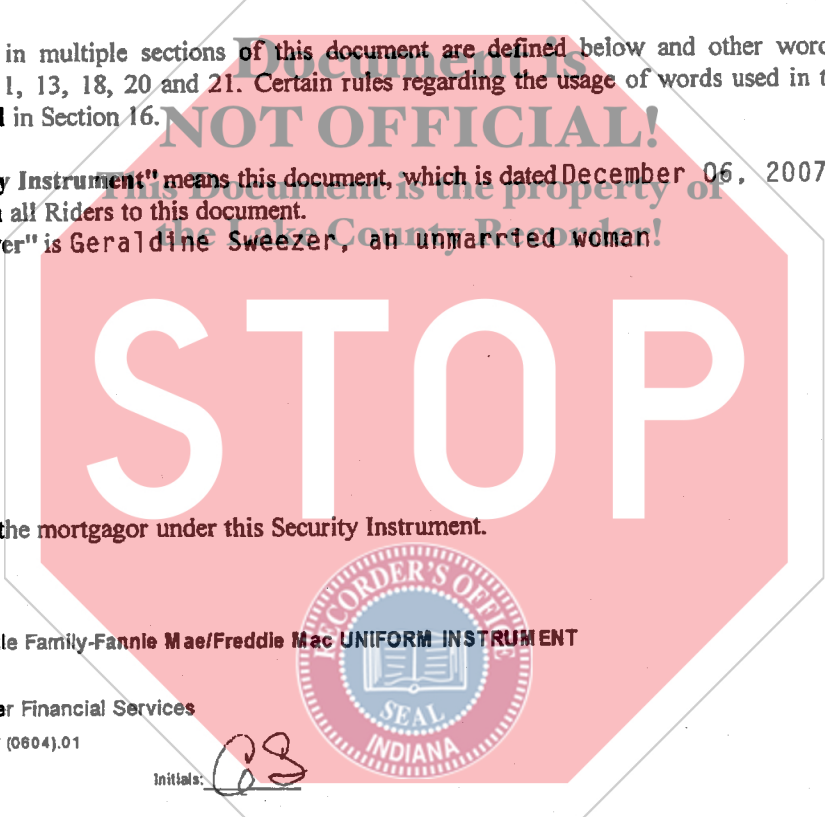 in multiple sections of this document are defined below and other word
1, 13, 18, 20 and 21. Certain rules regarding the usage of words used in t
in Section 16.
Document is
NOT OFFICIAL!
This Document is the property of
the Lake County Recorder!
y Instrument" means this document, which is dated December 06, 2007
all Riders to this document.
er" is Geraldine Sweezer, an unmarried woman
STOP
the mortgagor under this Security Instrument.
RECORDER'S OFFICE
SEAL
INDIANA
le Family-Fannie Mae/Freddie Mac UNIFORM INSTRUMENT
er Financial Services
(0604).01
Initials: GS